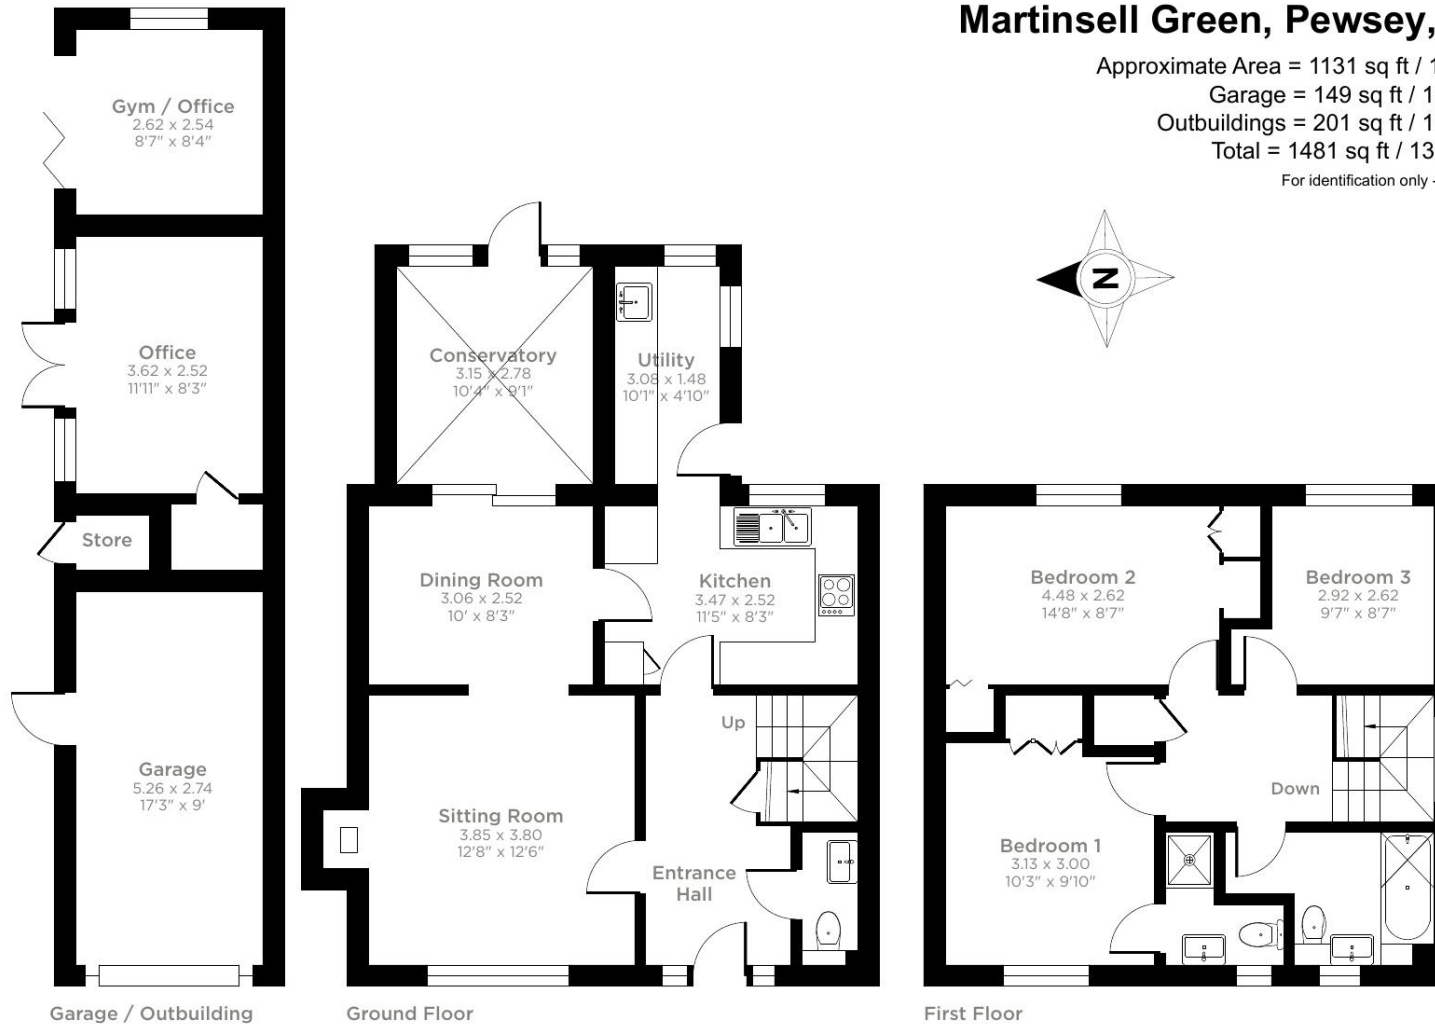 Martinsell Green, Pewsey,
Approximate Area = 1131 sq ft / 1
Garage = 149 sq ft / 1
Outbuildings = 201 sq ft / 1
Total = 1481 sq ft / 13
For identification only -
N
Gym / Office
2.62 x 2.54
8'7" x 8'4"
Office
3.62 x 2.52
11'11" x 8'3"
Store
Garage
5.26 x 2.74
17'3" x 9'
Garage / Outbuilding
Conservatory
3.15 x 2.78
10'4" x 9'1"
Utility
3.08 x 1.48
10'1" x 4'10"
Dining Room
3.06 x 2.52
10' x 8'3"
Kitchen
3.47 x 2.52
11'5" x 8'3"
Up
Sitting Room
3.85 x 3.80
12'8" x 12'6"
Entrance
Hall
Ground Floor
Bedroom 2
4.48 x 2.62
14'8" x 8'7"
Bedroom 3
2.92 x 2.62
9'7" x 8'7"
Down
Bedroom 1
3.13 x 3.00
10'3" x 9'10"
First Floor